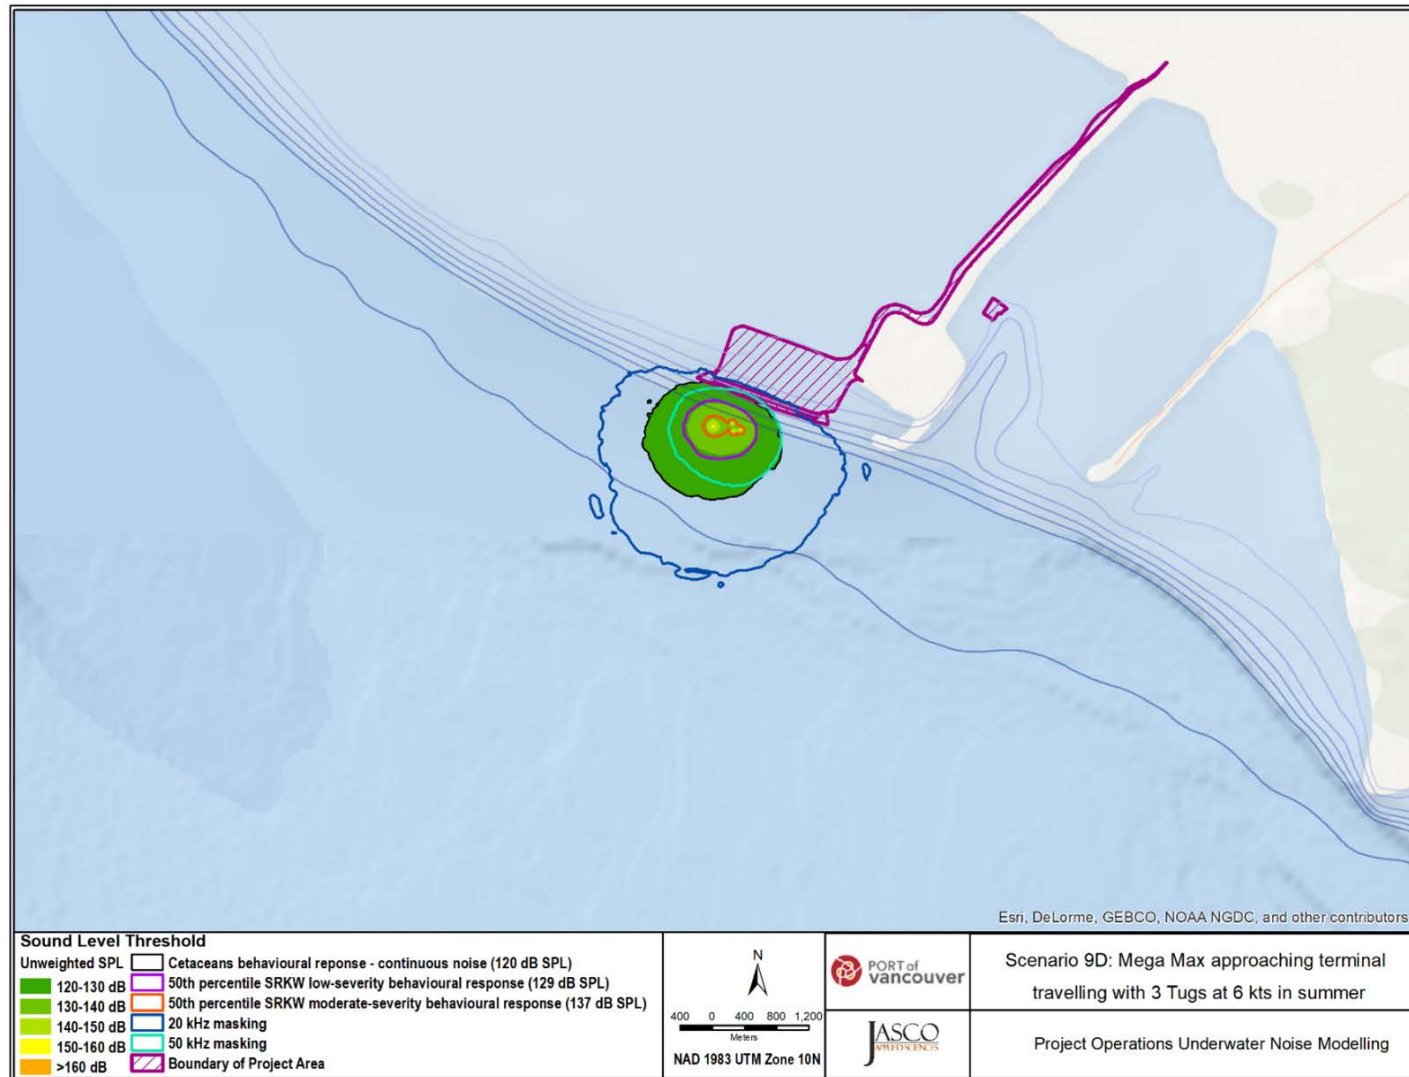 Esri, DeLorme, GEBCO, NOAA NGDC, and other contributors
Sound Level Threshold
Unweighted SPL
120-130 dB
130-140 dB
140-150 dB
150-160 dB
>160 dB
Cetaceans behavioural reponse - continuous noise (120 dB SPL)
50th percentile SRKW low-severity behavioural response (129 dB SPL)
50th percentile SRKW moderate-severity behavioural response (137 dB SPL)
20 kHz masking
50 kHz masking
Boundary of Project Area
N
400 0 400 800 1,200
Meters
NAD 1983 UTM Zone 10N
PORT of
vancouver
JASCO
APPLIED SCIENCES
Scenario 9D: Mega Max approaching terminal
travelling with 3 Tugs at 6 kts in summer
Project Operations Underwater Noise Modelling